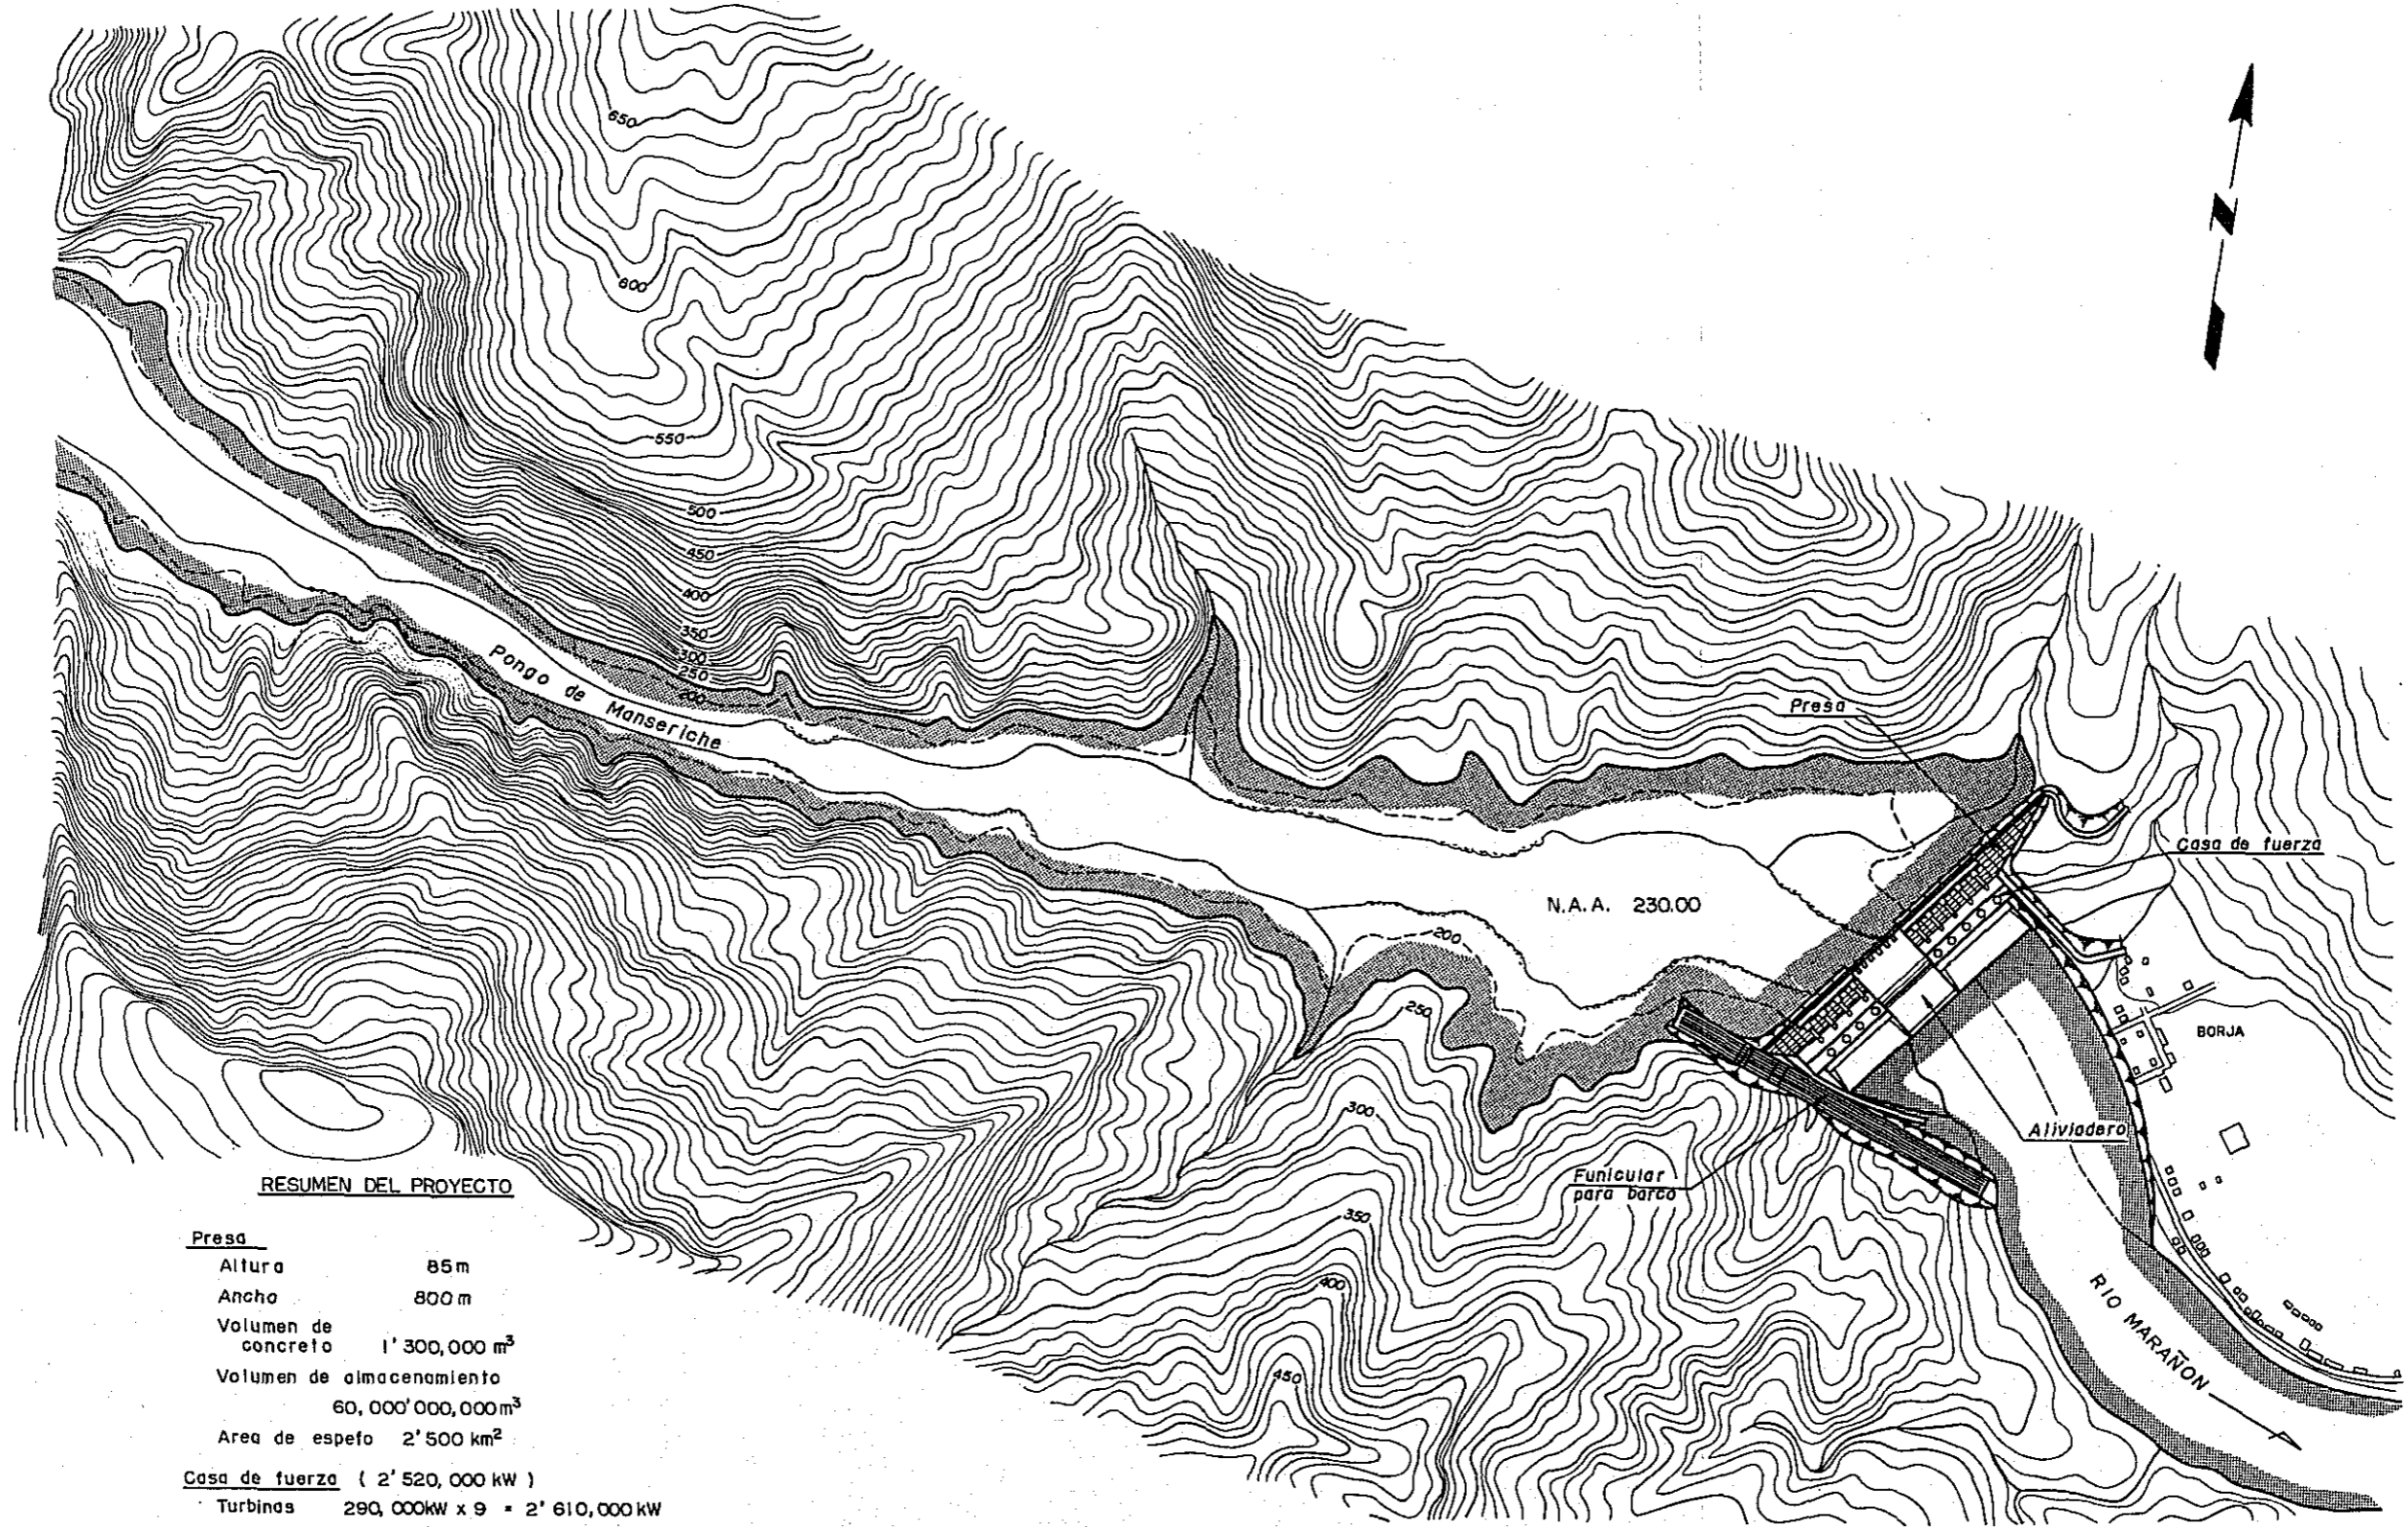 650
600
550
500
450
400
350
300
250
200
Pongo de Manseriche
N
Presa
Casa de fuerza
N.A.A. 230.00
200
250
BORJA
Aliviadero
300
Funicular
para barco
350
400
450
RIO MARAÑON
RESUMEN DEL PROYECTO
Presa
Altura 85 m
Ancho 800 m
Volumen de
concreto 1'300,000 m³
Volumen de almacenamiento
60,000'000,000 m³
Area de espefo 2'500 km²
Casa de fuerza ( 2'520,000 kW )
Turbinas 290,000kW x 9 = 2'610,000 kW